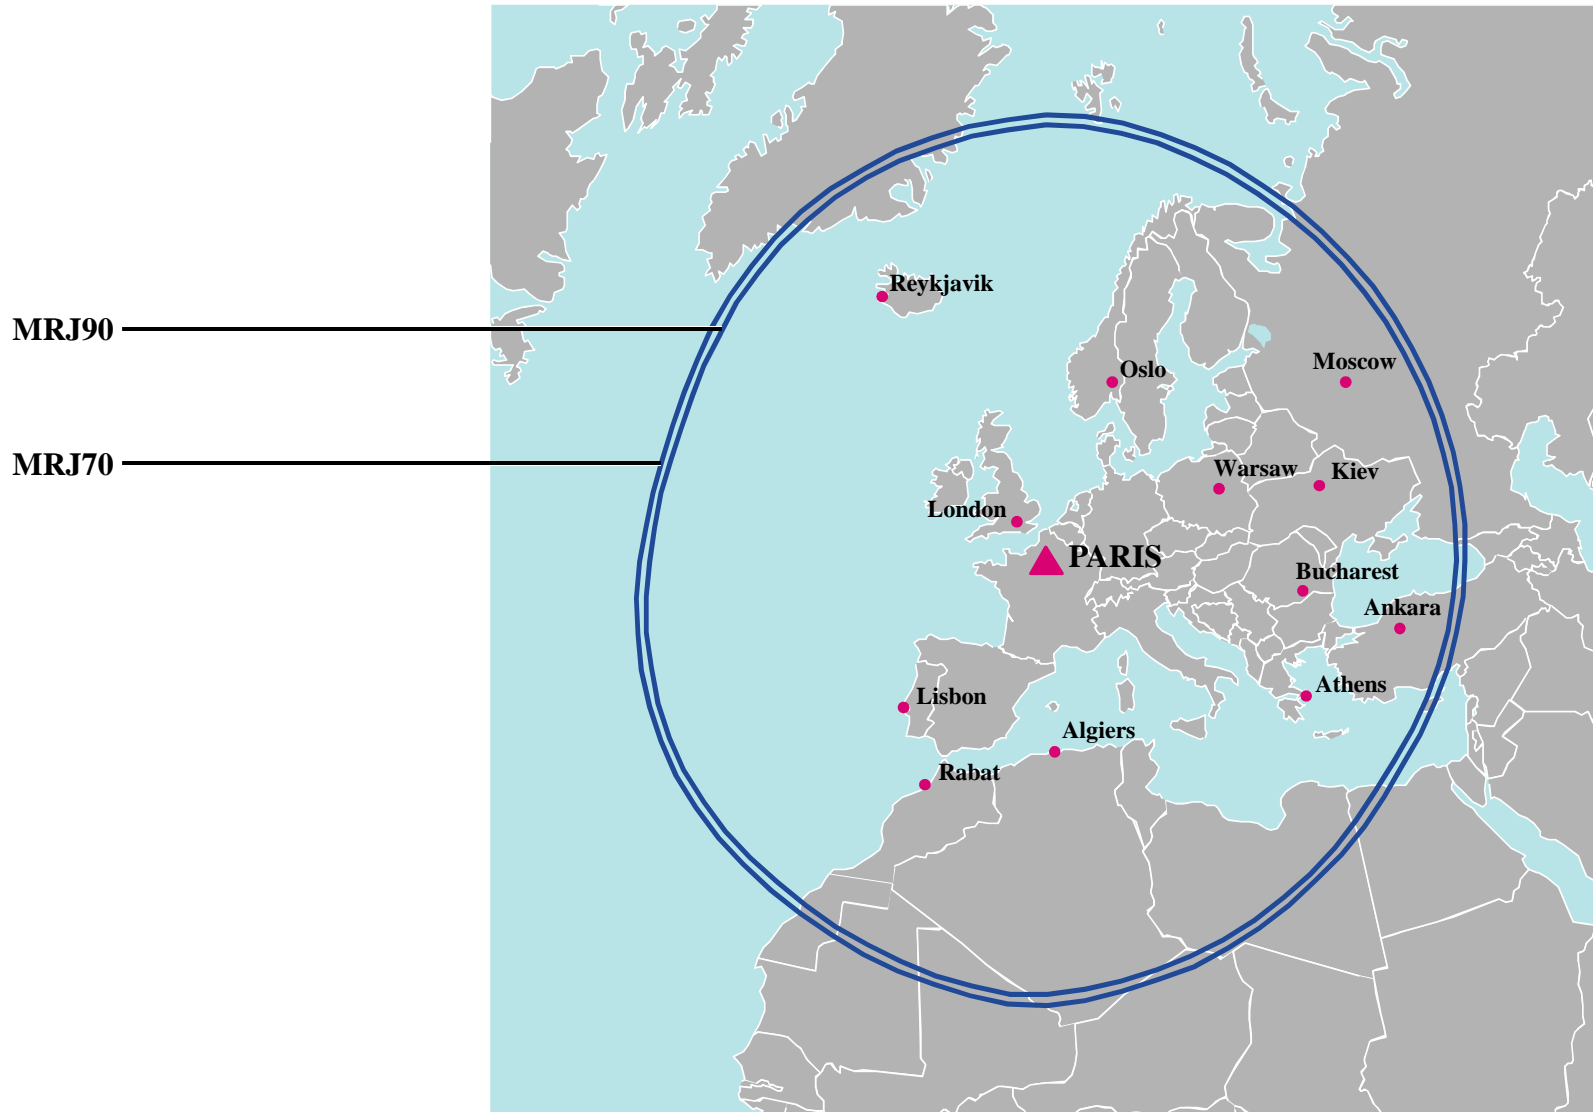 Reykjavik
MRJ90
Moscow
Oslo
MRJ70
Warsaw
Kiev
London
PARIS
Bucharest
Ankara
Athens
Lisbon
Algiers
Rabat